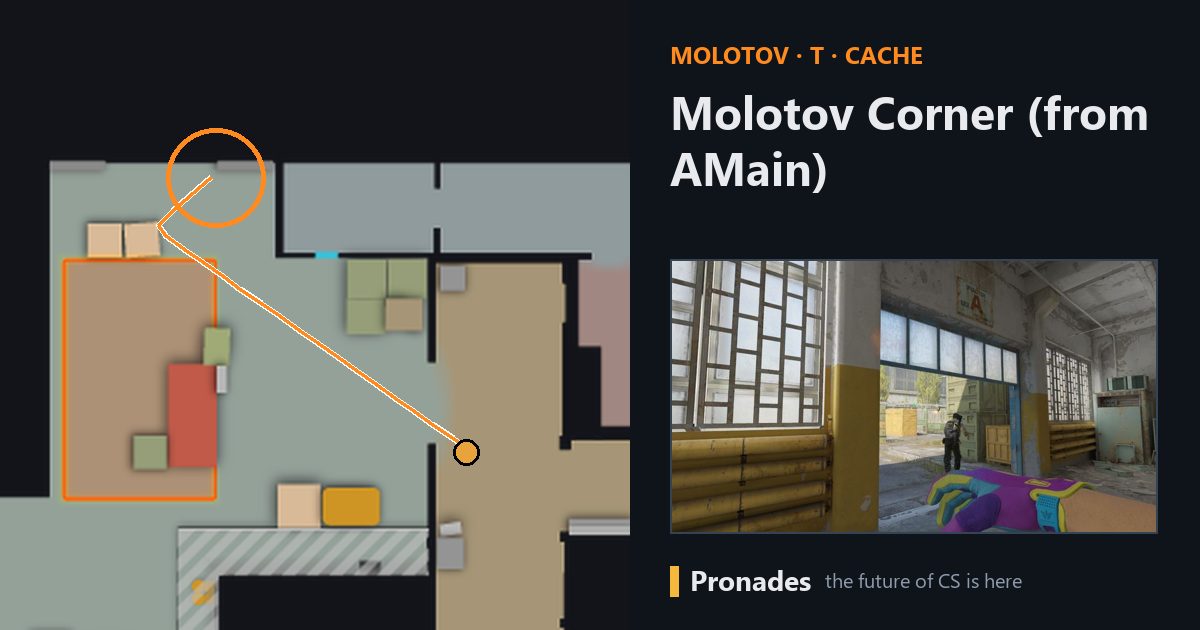 MOLOTOV · T · CACHE
Molotov Corner (from
AMain)
A
Pronades the future of CS is here